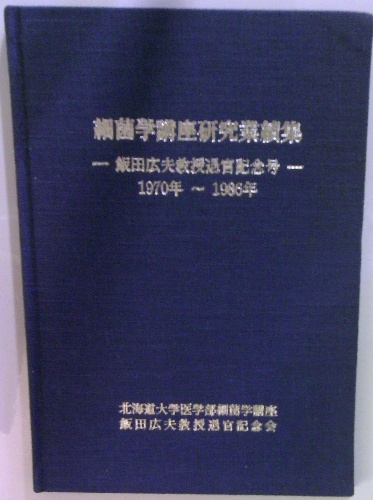 細菌学講座研究業績集
― 飯田広夫教授退官記念号 ―
1970年 ~ 1986年
北海道大学医学部細菌学講座
飯田広夫教授退官記念会